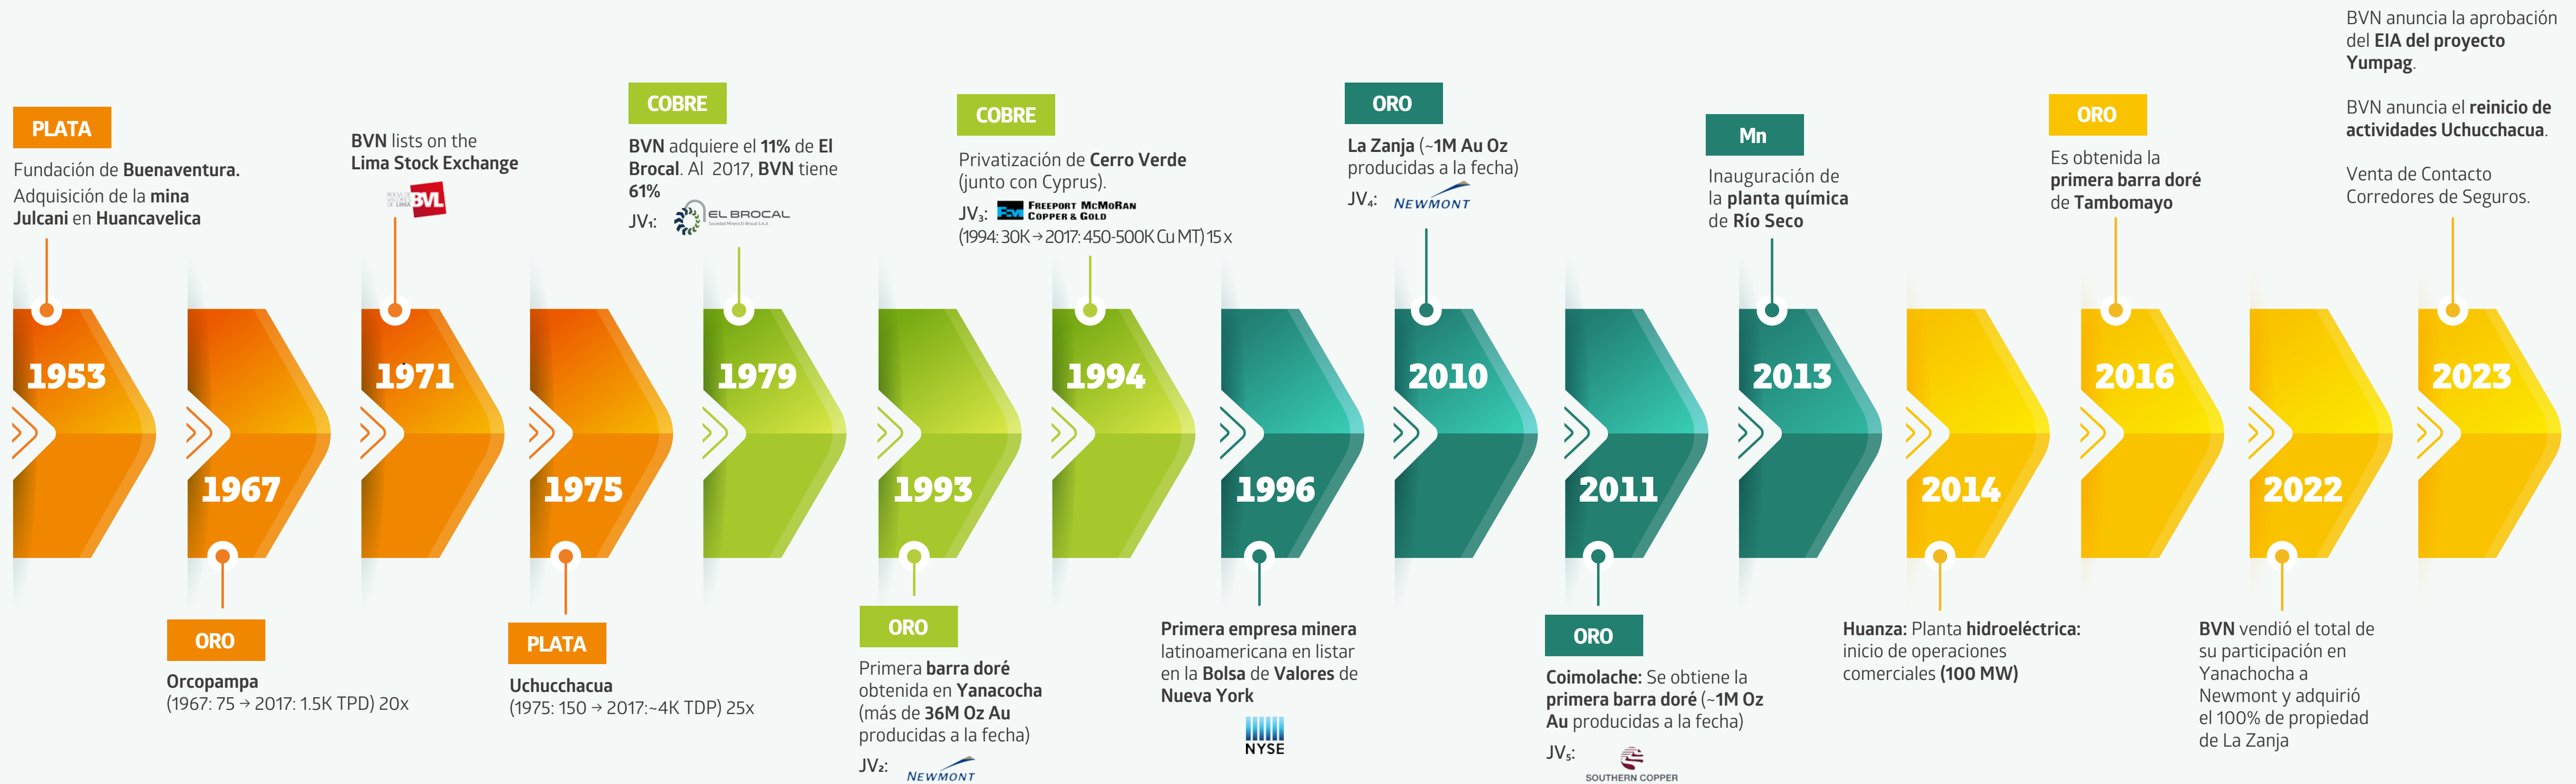 PLATA
Fundación de Buenaventura.
Adquisición de la mina
Julcani en Huancavelica
1953
1967
ORO
Orcopampa
(1967: 75 → 2017: 1.5K TPD) 20x
BVN lists on the
Lima Stock Exchange
BVL
1971
1975
PLATA
Uchucchacua
(1975: 150 → 2017:~4K TDP) 25x
COBRE
BVN adquiere el 11% de El
Brocal. Al 2017, BVN tiene
61%
JV₁: EL BROCAL
Sociedad Minera El Brocal S.A.A
1979
1993
ORO
Primera barra doré
obtenida en Yanacocha
(más de 36M Oz Au
producidas a la fecha)
JV₂: NEWMONT
COBRE
Privatización de Cerro Verde
(junto con Cyprus).
JV₃: FCX FREEPORT MCMORAN
COPPER & GOLD
(1994: 30K → 2017: 450-500K Cu MT) 15 x
1994
1996
Primera empresa minera
latinoamericana en listar
en la Bolsa de Valores de
Nueva York
NYSE
ORO
La Zanja (~1M Au Oz
producidas a la fecha)
JV₄: NEWMONT
2010
2011
ORO
Coimolache: Se obtiene la
primera barra doré (~1M Oz
Au producidas a la fecha)
JV₅:
SOUTHERN COPPER
Mn
Inauguración de
la planta química
de Río Seco
2013
2014
Huanza: Planta hidroeléctrica:
inicio de operaciones
comerciales (100 MW)
ORO
Es obtenida la
primera barra doré
de Tambomayo
2016
2022
BVN vendió el total de
su participación en
Yanachocha a
Newmont y adquirió
el 100% de propiedad
de La Zanja
BVN anuncia la aprobación
del EIA del proyecto
Yumpag.
BVN anuncia el reinicio de
actividades Uchucchacua.
Venta de Contacto
Corredores de Seguros.
2023